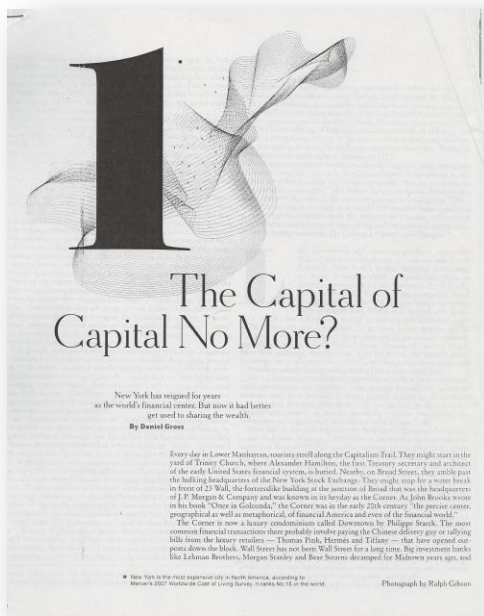 1
The Capital of
Capital No More?
New York has reigned for years
as the world's financial center. But now it had better
get used to sharing the wealth.
By Daniel Gross
Every day in Lower Manhattan, tourists stroll along the Capitalism Trail. They might start in the
yard of Trinity Church, where Alexander Hamilton, the first Treasury secretary and architect
of the early United States financial system, is buried. Nearby, on Broad Street, they amble past
the hulking headquarters of the New York Stock Exchange. They might stop for a water break
in front of 23 Wall, the fortresslike building at the junction of Broad that was the headquarters
of J.P. Morgan & Company and was known in its heyday as the Corner. As John Brooks wrote
in his book "Once in Golconda," the Corner was in the early 20th century "the precise center,
geographical as well as metaphorical, of financial America and even of the financial world."
The Corner is now a luxury condominium called Downtown by Philippe Starck. The most
common financial transactions there probably involve paying the Chinese delivery guy or tallying
bills from the luxury retailers — Thomas Pink, Hermès and Tiffany — that have opened out-
posts down the block. Wall Street has not been Wall Street for a long time. Big investment banks
like Lehman Brothers, Morgan Stanley and Bear Stearns decamped for Midtown years ago, and
New York is the most expensive city in North America, according to
Mercer's 2007 Worldwide Cost of Living Survey. It ranks No. 15 in the world.
Photograph by Ralph Gibson